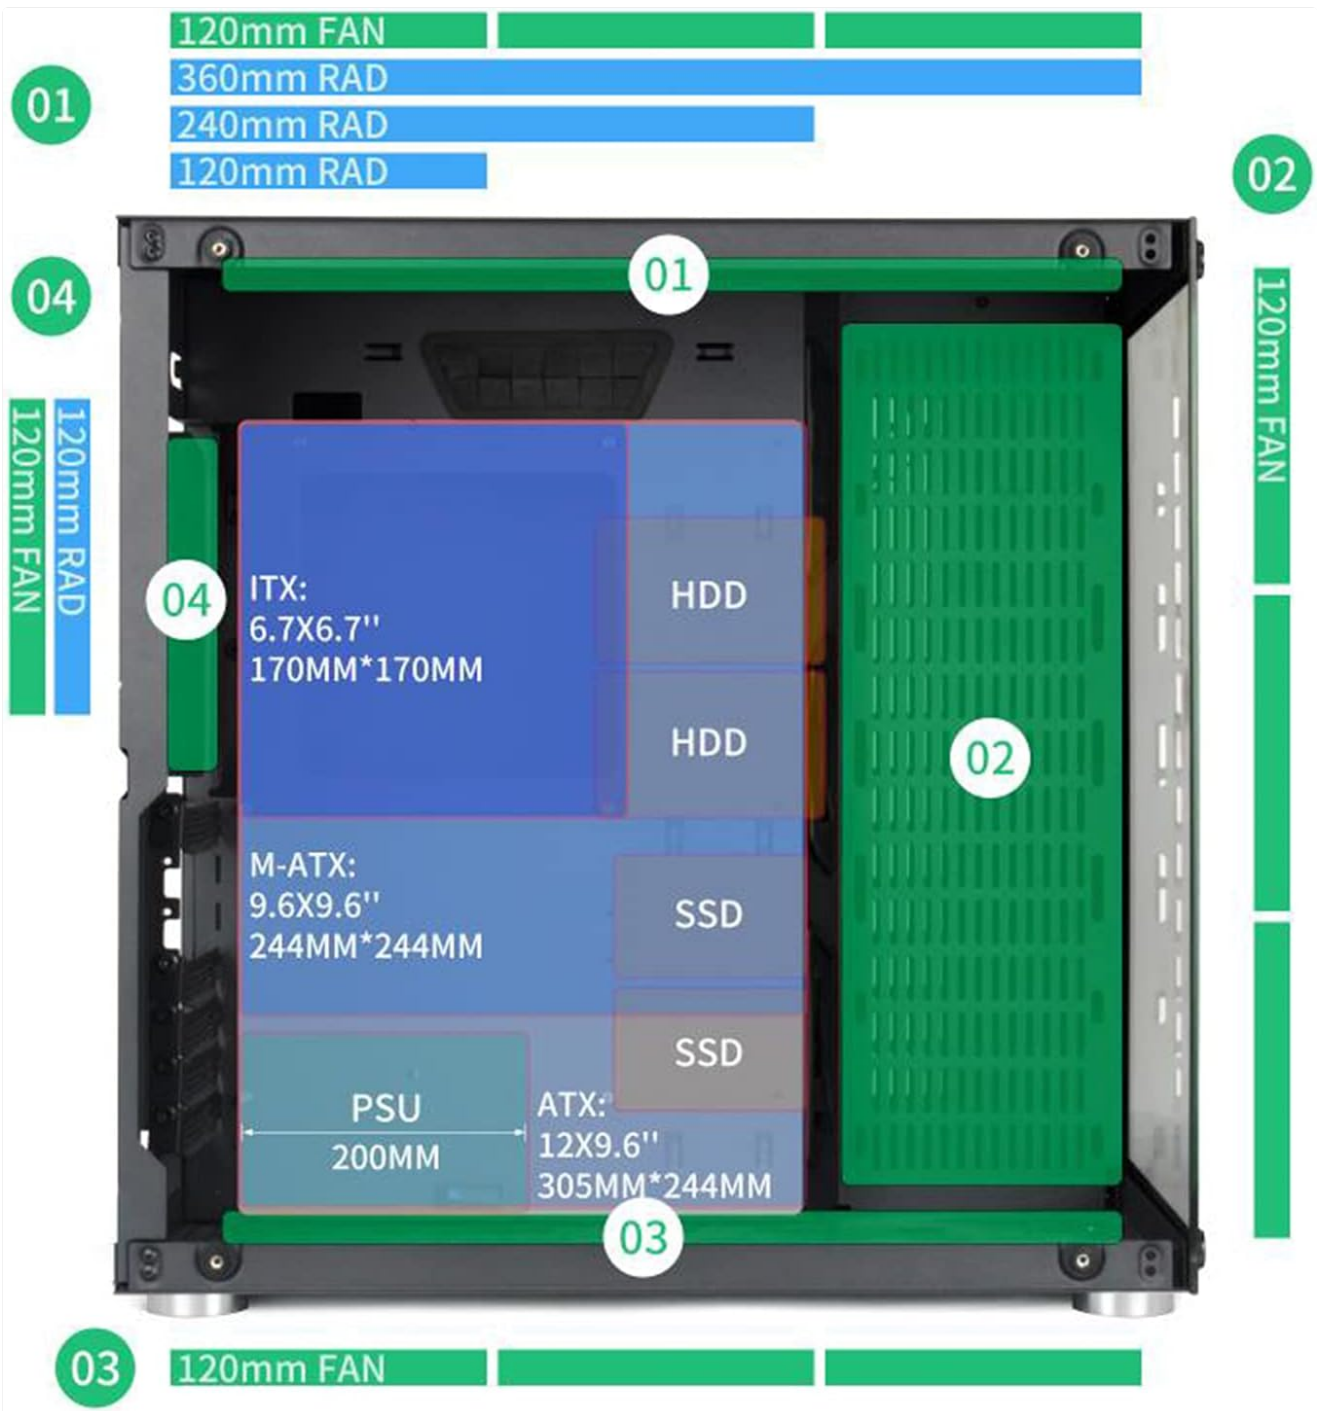 120mm FAN
360mm RAD
240mm RAD
120mm RAD
01
02
04
01
120mm FAN
120mm FAN
120mm RAD
04
ITX:
6.7X6.7''
170MM*170MM
HDD
HDD
02
M-ATX:
9.6X9.6''
244MM*244MM
SSD
SSD
PSU
200MM
ATX:
12X9.6''
305MM*244MM
03
03
120mm FAN